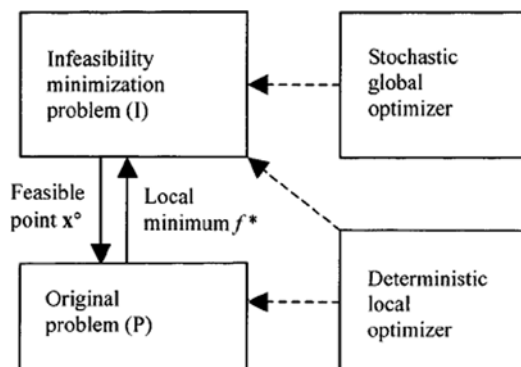 Infeasibility
minimization
problem (I)
Stochastic
global
optimizer
Feasible
point x°
Local
minimum f*
Original
problem (P)
Deterministic
local
optimizer